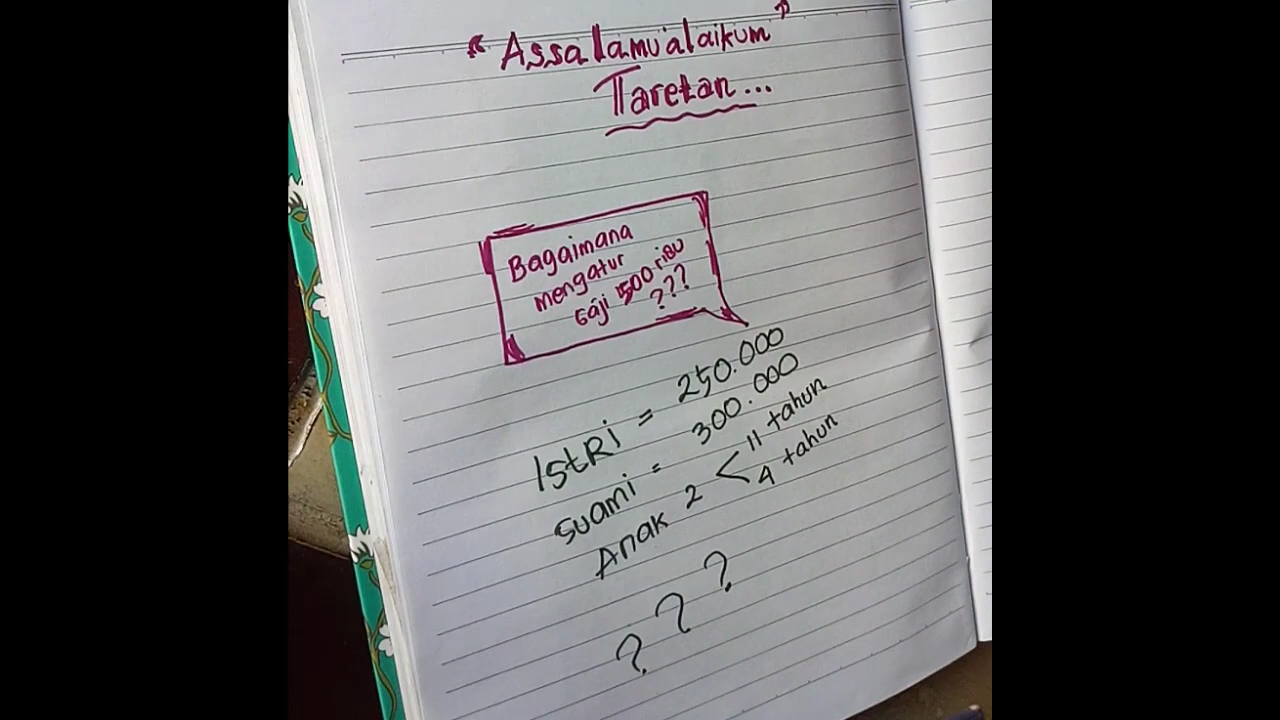 "Assalamu'alaikum"
Taretan...
Bagaimana
mengatur
Gaji 500-ribu
???
IstRi = 250.000
Suami = 300.000
Anak 2 < 11 tahun
4 tahun
???